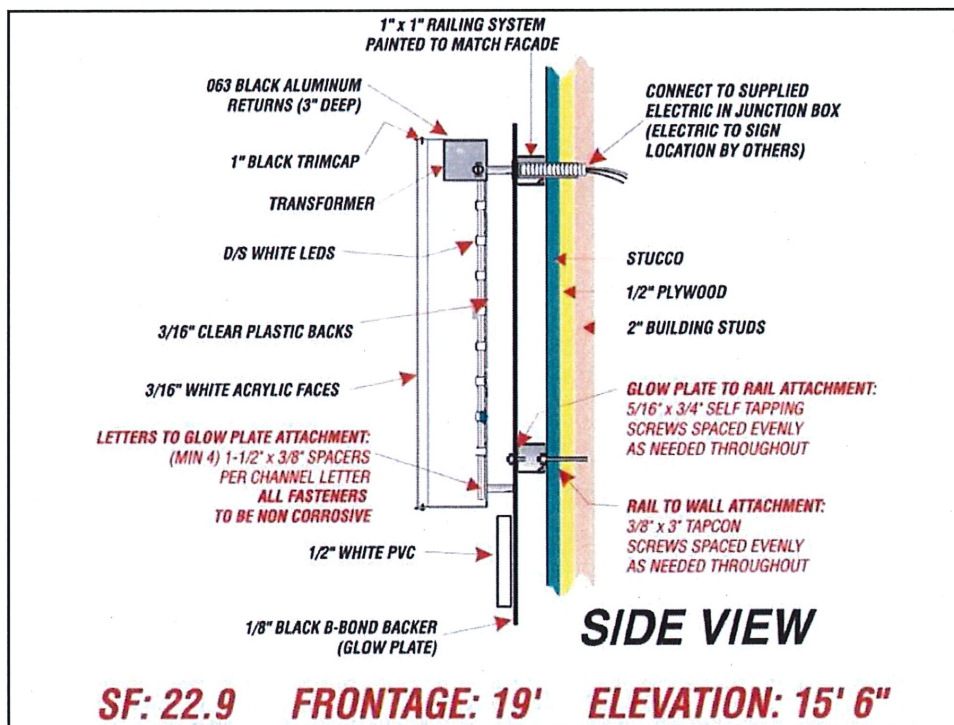 1" x 1" RAILING SYSTEM
PAINTED TO MATCH FACADE
063 BLACK ALUMINUM
RETURNS (3" DEEP)
1" BLACK TRIMCAP
TRANSFORMER
D/S WHITE LEDS
3/16" CLEAR PLASTIC BACKS
3/16" WHITE ACRYLIC FACES
LETTERS TO GLOW PLATE ATTACHMENT:
(MIN 4) 1-1/2" x 3/8" SPACERS
PER CHANNEL LETTER
ALL FASTENERS
TO BE NON CORROSIVE
1/2" WHITE PVC
1/8" BLACK B-BOND BACKER
(GLOW PLATE)
CONNECT TO SUPPLIED
ELECTRIC IN JUNCTION BOX
(ELECTRIC TO SIGN
LOCATION BY OTHERS)
STUCCO
1/2" PLYWOOD
2" BUILDING STUDS
GLOW PLATE TO RAIL ATTACHMENT:
5/16" x 3/4" SELF TAPPING
SCREWS SPACED EVENLY
AS NEEDED THROUGHOUT
RAIL TO WALL ATTACHMENT:
3/8" x 3" TAPCON
SCREWS SPACED EVENLY
AS NEEDED THROUGHOUT
SIDE VIEW
SF: 22.9 FRONTAGE: 19' ELEVATION: 15' 6"